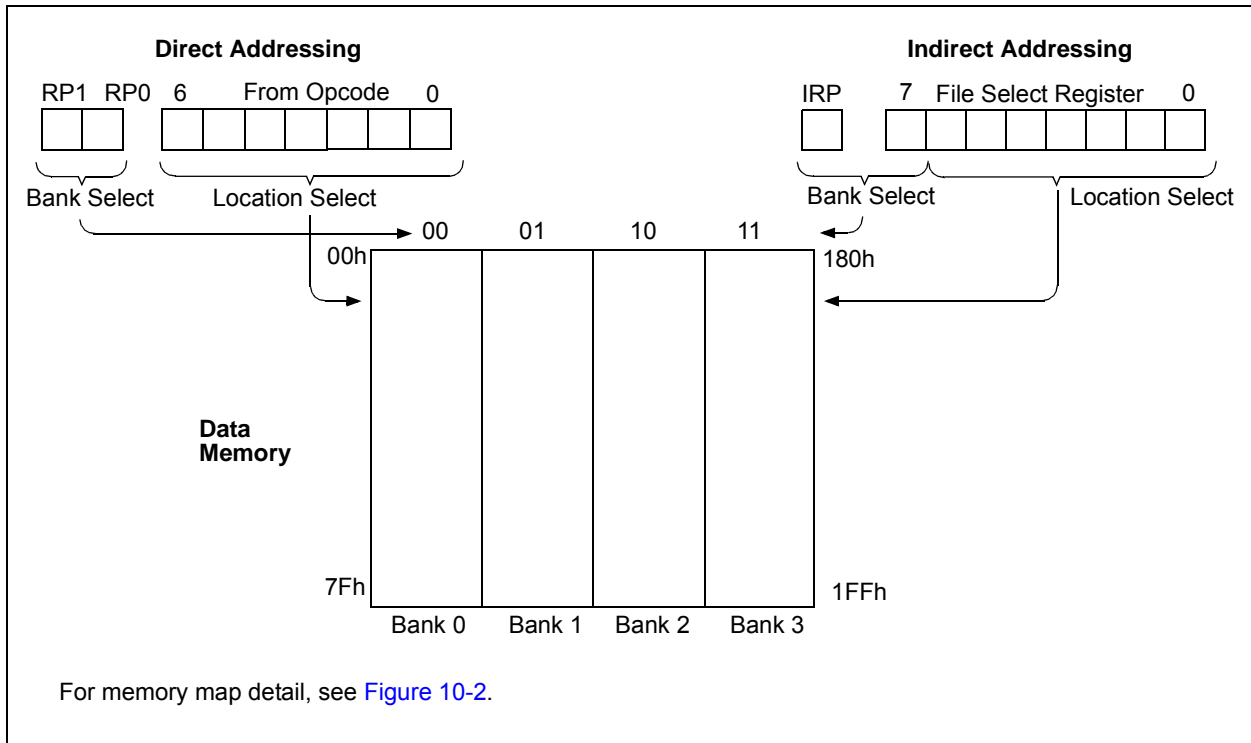 Direct Addressing
Indirect Addressing
RP1 RP0 6 From Opcode 0
IRP 7 File Select Register 0
Bank Select Location Select
Bank Select Location Select
00 01 10 11
00h
180h
Data
Memory
7Fh
1FFh
Bank 0 Bank 1 Bank 2 Bank 3
For memory map detail, see Figure 10-2.